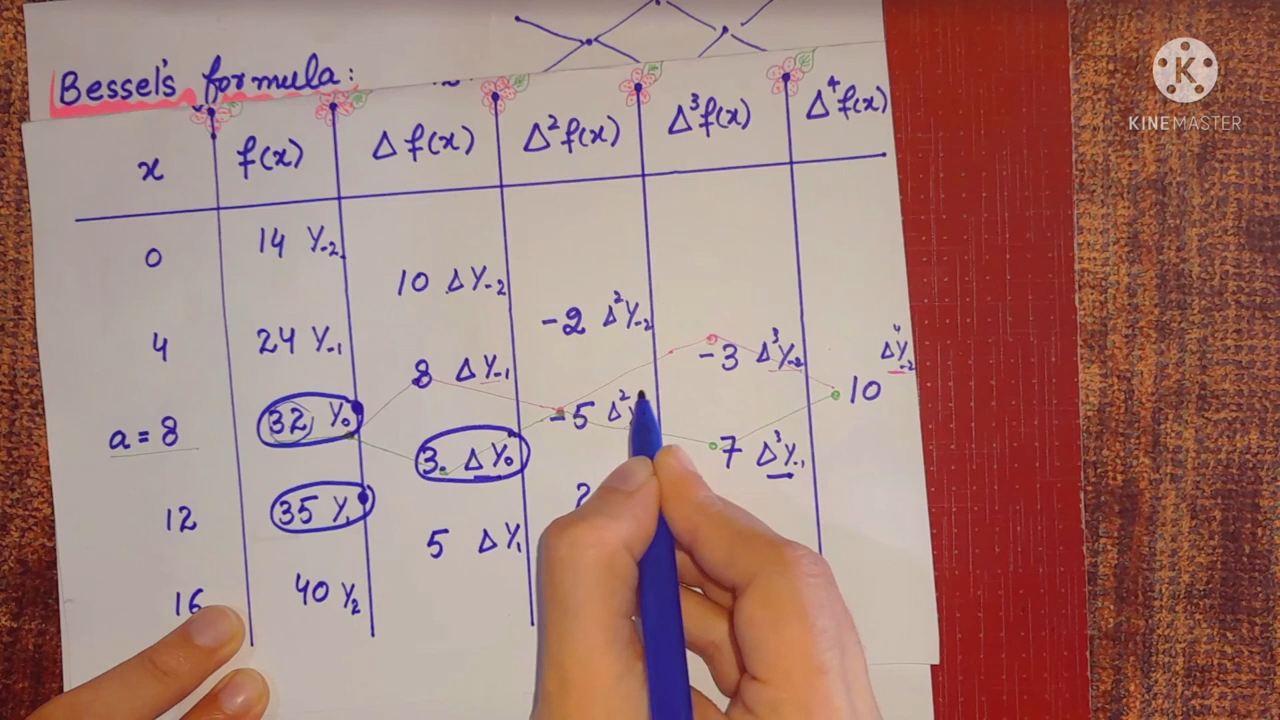 Bessel's formula:
K
KINEMASTER
x f(x) Δf(x) Δ²f(x) Δ³f(x) Δ⁴f(x)
0 14 Y₋₂
10 ΔY₋₂
-2 Δ²Y₋₂
4 24 Y₋₁
8 ΔY₋₁
-3 Δ³Y₋₂
a = 8 32 Y₀
-5 Δ²
10 Δ⁴Y₋₂
3 ΔY₀
7 Δ³Y₋₁
12 35 Y₁
5 ΔY₁
16 40 Y₂